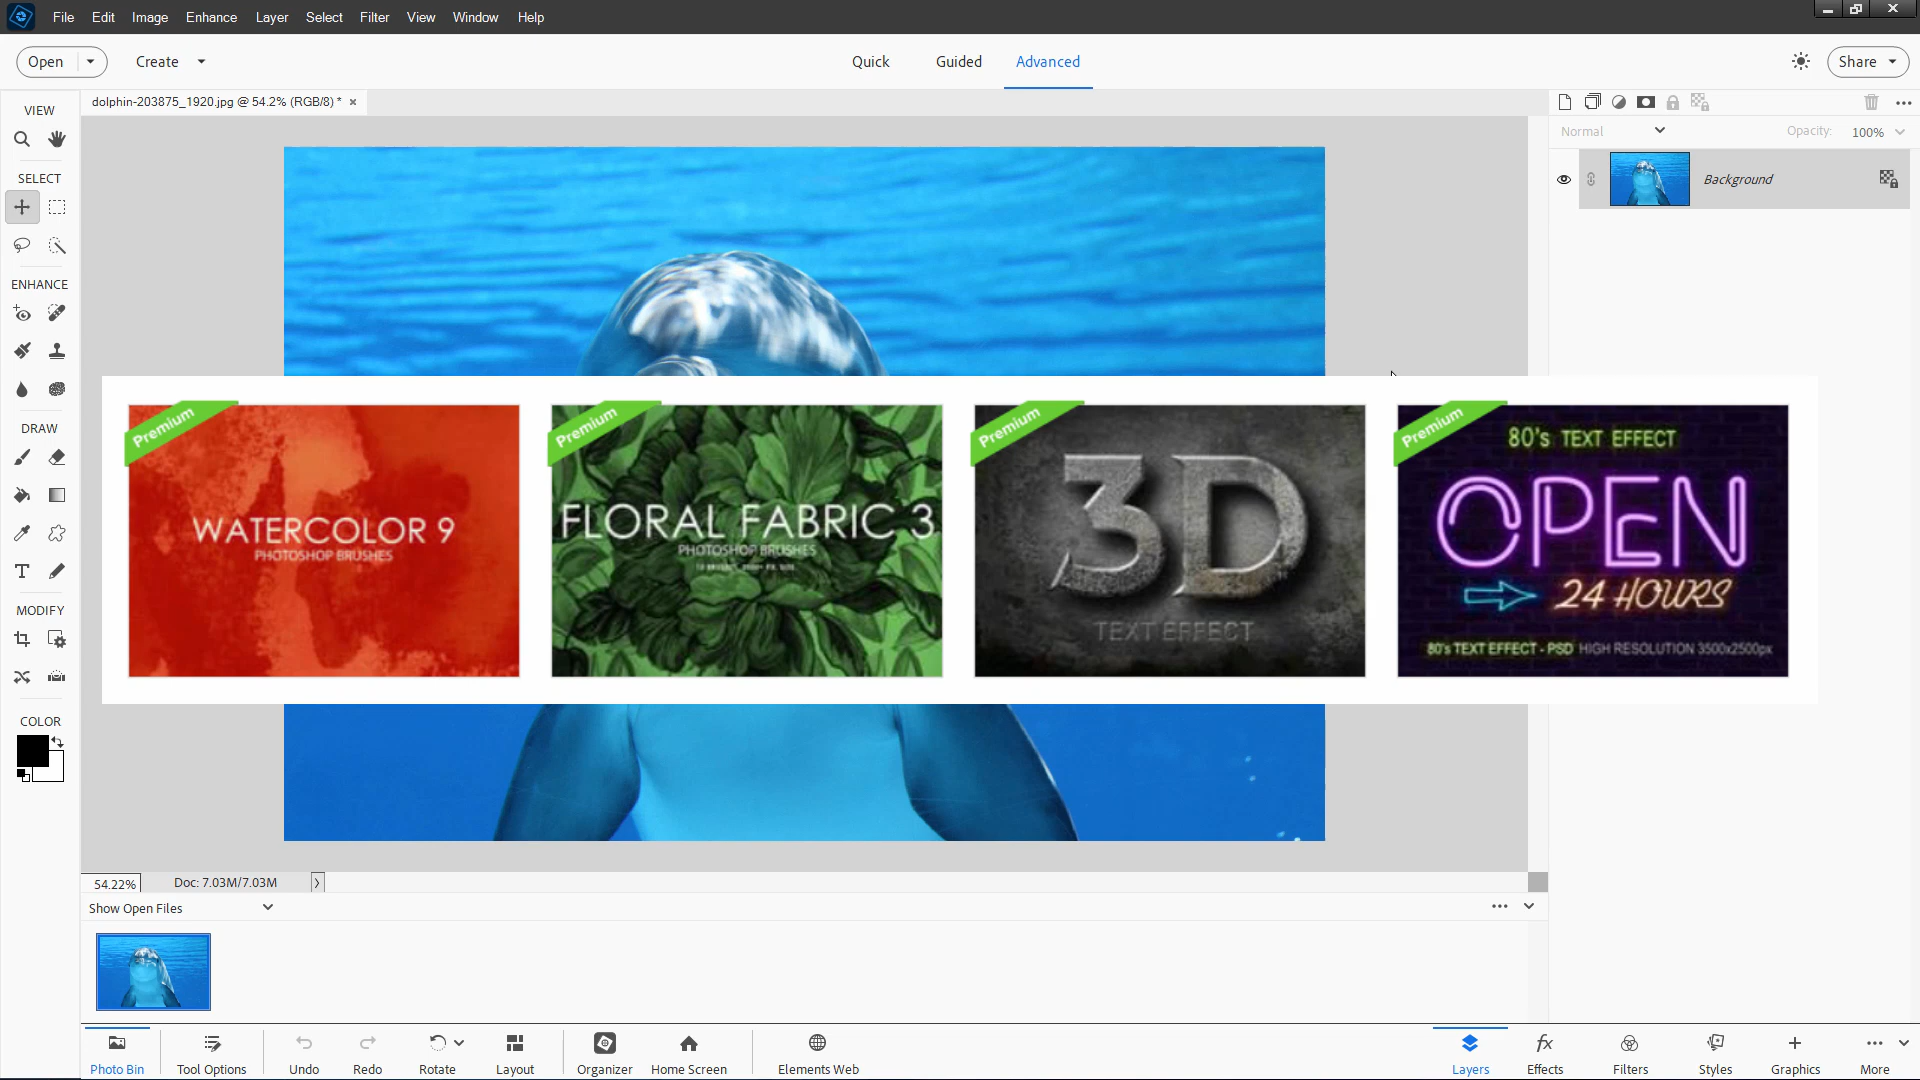 File Edit Image Enhance Layer Select Filter View Window Help
Open Create Quick Guided Advanced Share
dolphin-203875_1920.jpg @ 54.2% (RGB/8) * ×
VIEW
Normal Opacity: 100%
SELECT
Background
ENHANCE
DRAW
Premium
WATERCOLOR 9
PHOTOSHOP BRUSHES
Premium
FLORAL FABRIC 3
PHOTOSHOP BRUSHES
Premium
3D
TEXT EFFECT
Premium
80's TEXT EFFECT
OPEN
24 HOURS
80's TEXT EFFECT - PSD HIGH RESOLUTION 3500x2500px
MODIFY
COLOR
54.22% Doc: 7.03M/7.03M
Show Open Files
Photo Bin Tool Options Undo Redo Rotate Layout Organizer Home Screen Elements Web Layers Effects Filters Styles Graphics More